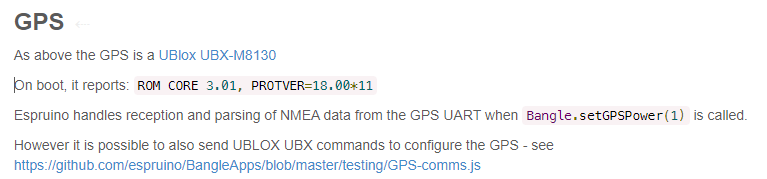 GPS ←
As above the GPS is a UBlox UBX-M8130
On boot, it reports: ROM CORE 3.01, PROTVER=18.00*11
Espruino handles reception and parsing of NMEA data from the GPS UART when Bangle.setGPSPower(1) is called.
However it is possible to also send UBLOX UBX commands to configure the GPS - see
https://github.com/espruino/BangleApps/blob/master/testing/GPS-comms.js